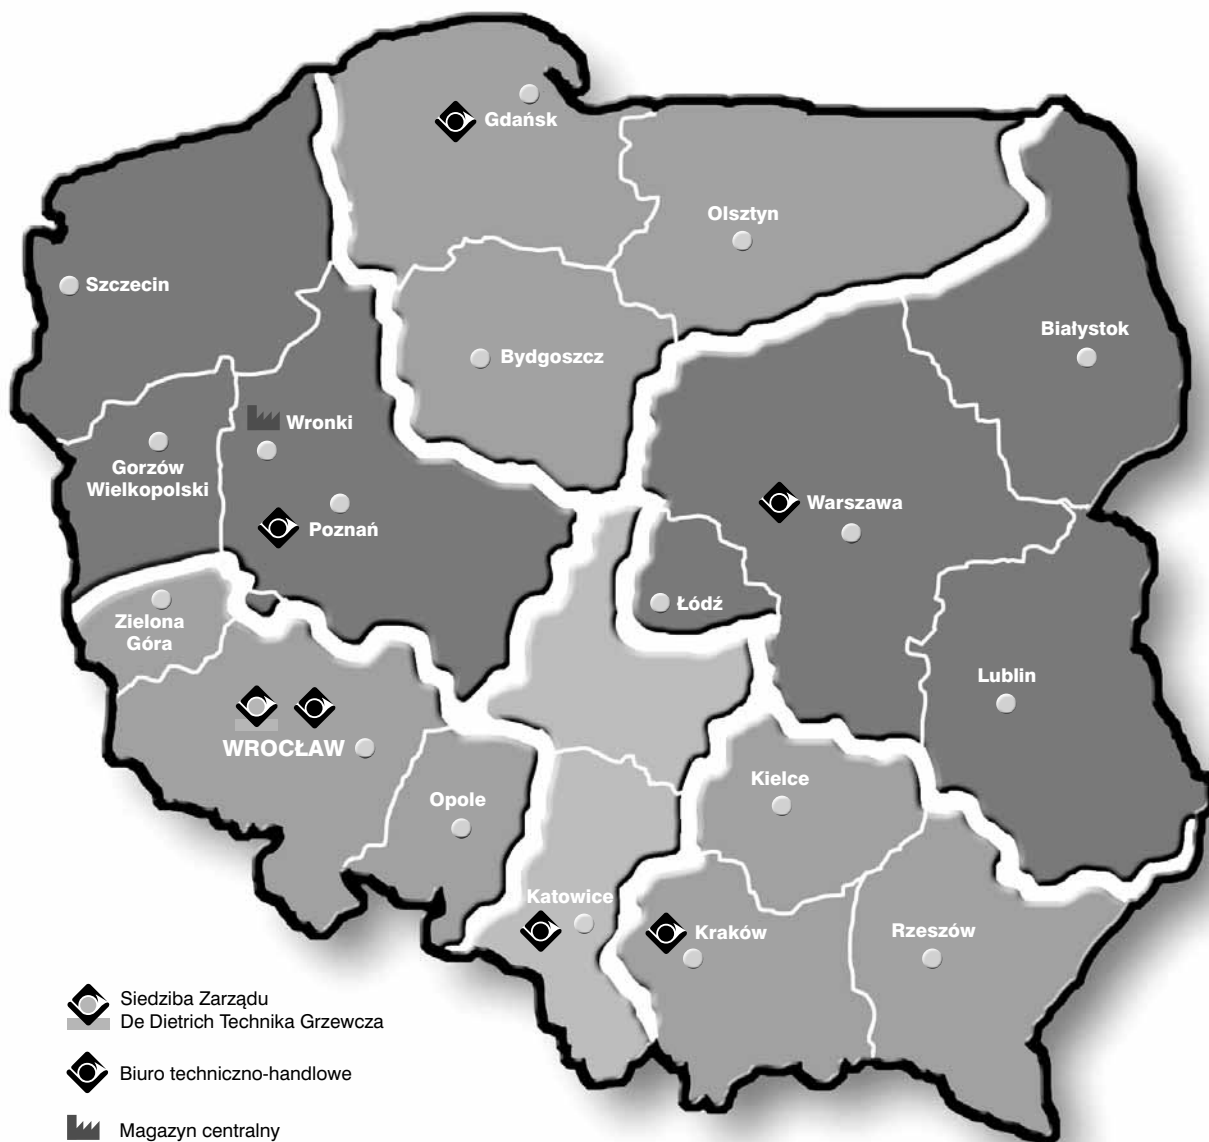 Gdańsk
Olsztyn
Szczecin
Białystok
Bydgoszcz
Wronki
Gorzów
Wielkopolski
Warszawa
Poznań
Łódź
Zielona
Góra
Lublin
WROCŁAW
Kielce
Opole
Katowice
Kraków
Rzeszów
Siedziba Zarządu
De Dietrich Technika Grzewcza
Biuro techniczno-handlowe
Magazyn centralny